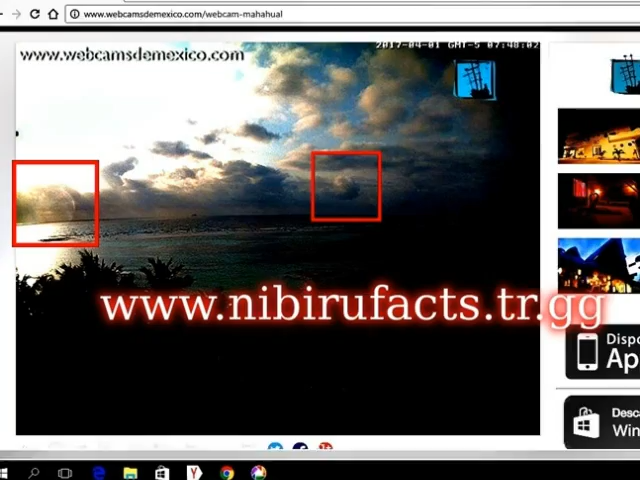 www.webcamsdemexico.com/webcam-mahahual
www.webcamsdemexico.com
2017-04-01 GMT-5 07:48:02
www.nibirufacts.tr.gg
Dispo
Ap
Desc
Win